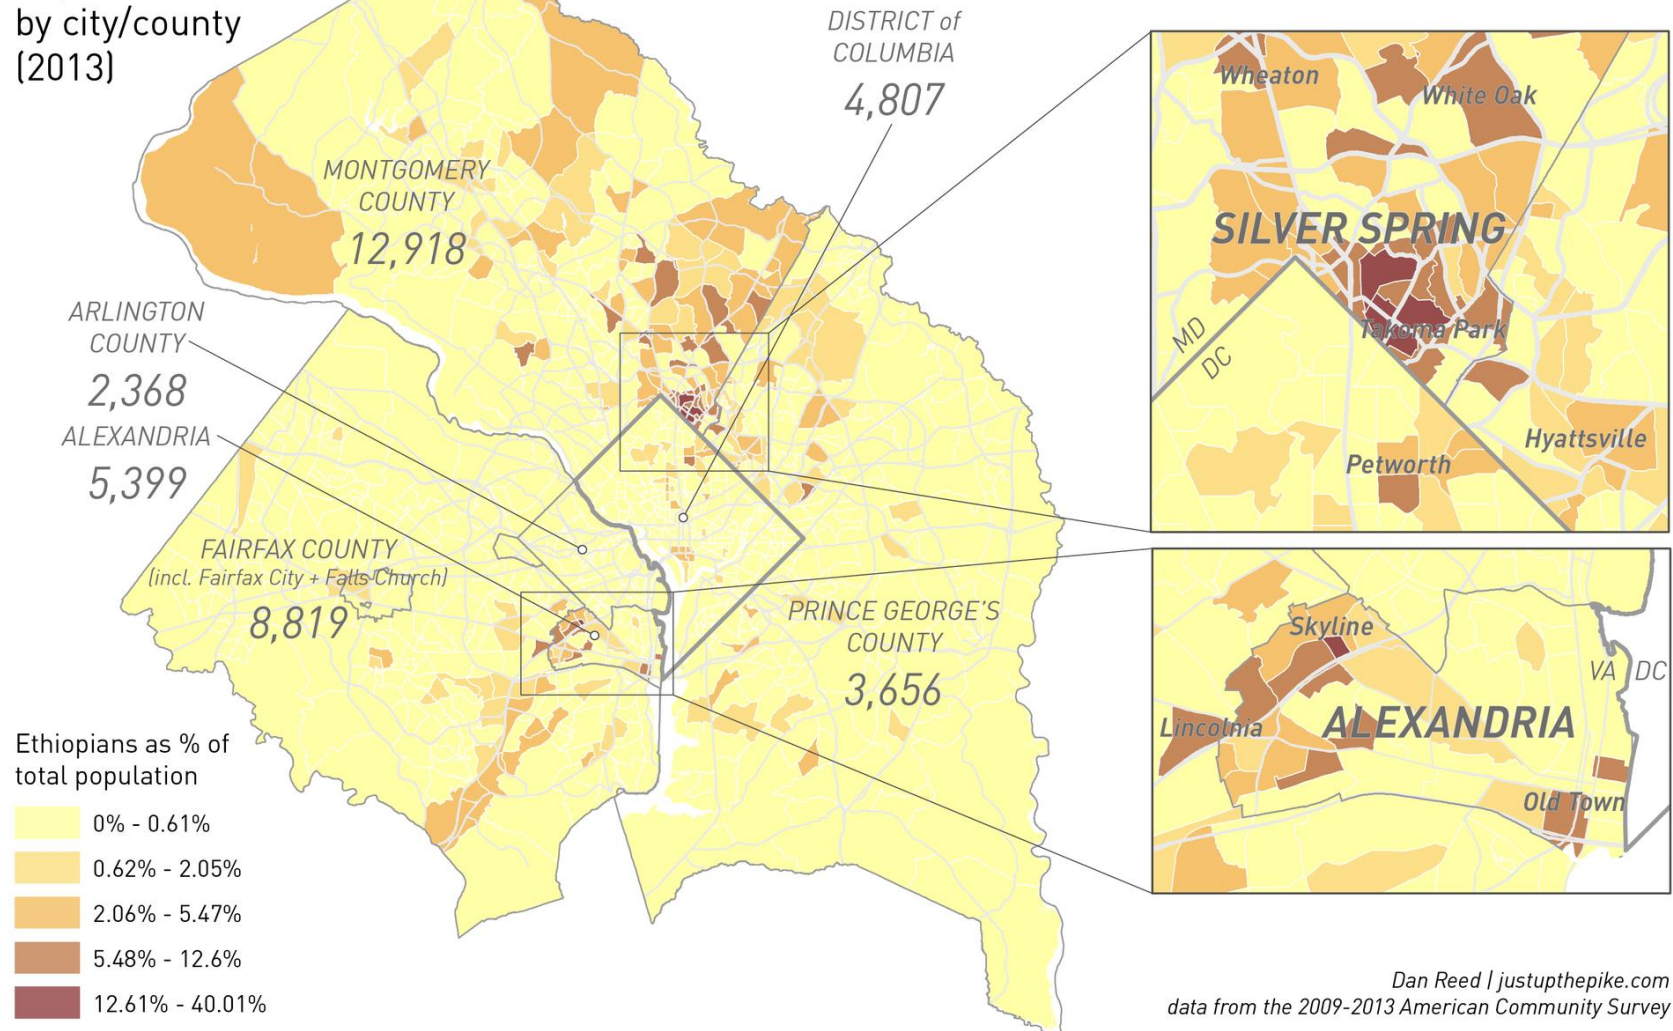 by city/county
(2013)
DISTRICT of
COLUMBIA
4,807
MONTGOMERY
COUNTY
12,918
ARLINGTON
COUNTY
2,368
ALEXANDRIA
5,399
FAIRFAX COUNTY
(incl. Fairfax City + Falls Church)
8,819
PRINCE GEORGE'S
COUNTY
3,656
Ethiopians as % of
total population
0% - 0.61%
0.62% - 2.05%
2.06% - 5.47%
5.48% - 12.6%
12.61% - 40.01%
Wheaton
White Oak
SILVER SPRING
Takoma Park
MD
DC
Hyattsville
Petworth
Skyline
VA
DC
Lincolnia
ALEXANDRIA
Old Town
Dan Reed | justupthepike.com
data from the 2009-2013 American Community Survey